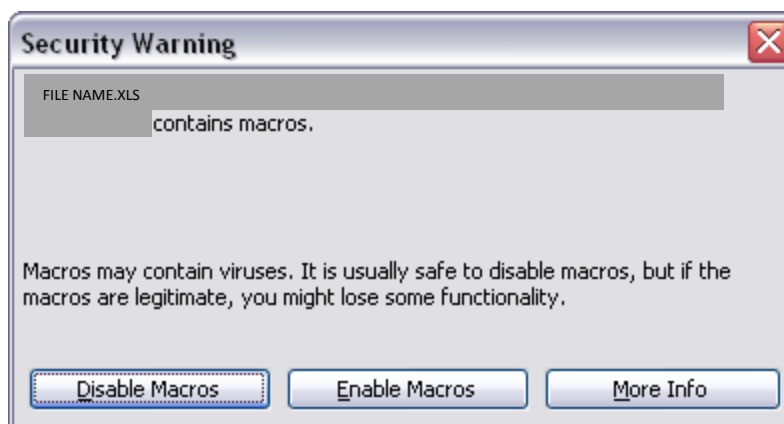 Security Warning
FILE NAME.XLS
contains macros.
Macros may contain viruses. It is usually safe to disable macros, but if the
macros are legitimate, you might lose some functionality.
Disable Macros Enable Macros More Info